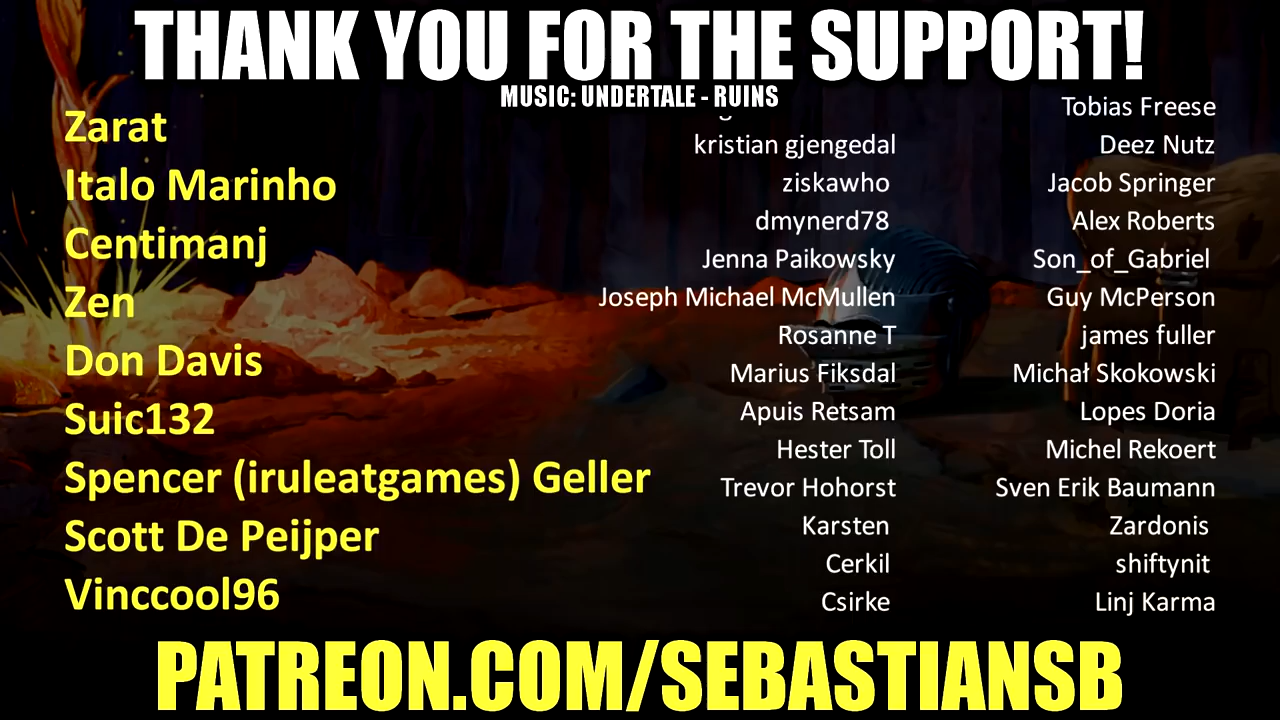 THANK YOU FOR THE SUPPORT!
MUSIC: UNDERTALE - RUINS
Zarat
Italo Marinho
Centimanj
Zen
Don Davis
Suic132
Spencer (iruleatgames) Geller
Scott De Peijper
Vinccool96
kristian gjengedal
ziskawho
dmynerd78
Jenna Paikowsky
Joseph Michael McMullen
Rosanne T
Marius Fiksdal
Apuis Retsam
Hester Toll
Trevor Hohorst
Karsten
Cerkil
Csirke
Tobias Freese
Deez Nutz
Jacob Springer
Alex Roberts
Son_of_Gabriel
Guy McPerson
james fuller
Michał Skokowski
Lopes Doria
Michel Rekoert
Sven Erik Baumann
Zardonis
shiftynit
Linj Karma
PATREON.COM/SEBASTIANSB